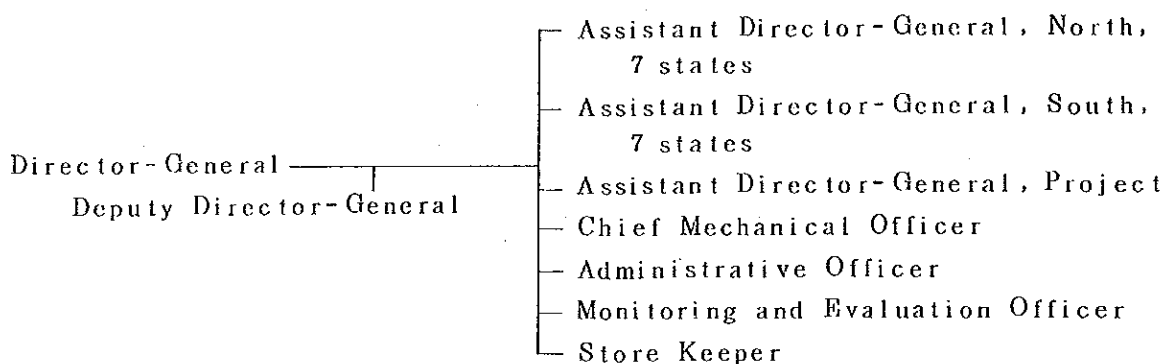 Director-General
Deputy Director-General
Assistant Director-General, North,
7 states
Assistant Director-General, South,
7 states
Assistant Director-General, Project
Chief Mechanical Officer
Administrative Officer
Monitoring and Evaluation Officer
Store Keeper